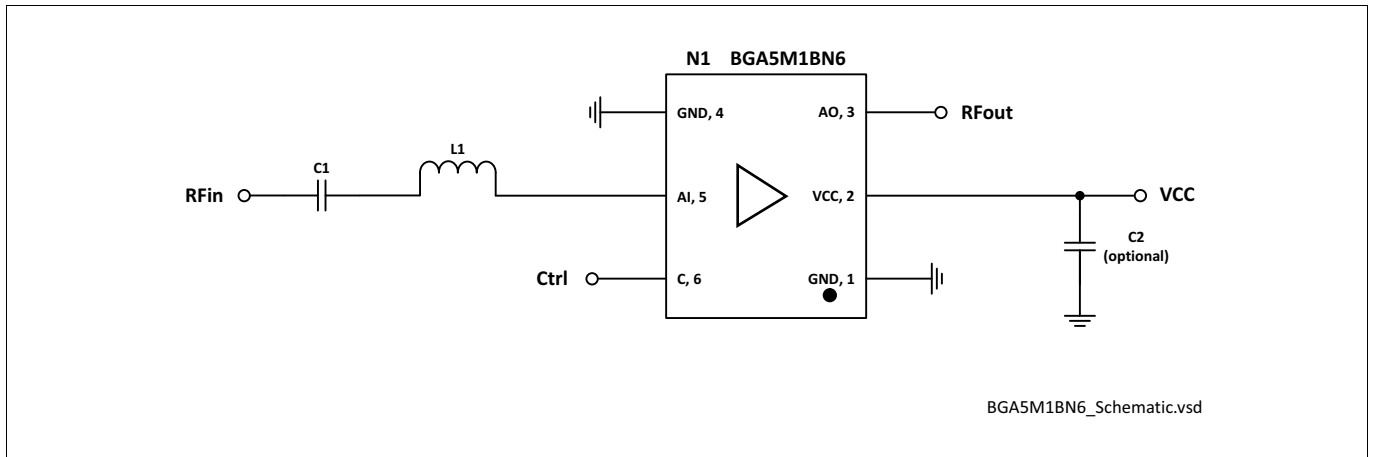 N1 BGA5M1BN6
GND, 4
AO, 3
RFout
C1
L1
RFin
AI, 5
VCC, 2
VCC
C2
(optional)
Ctrl
C, 6
GND, 1
BGA5M1BN6_Schematic.vsd